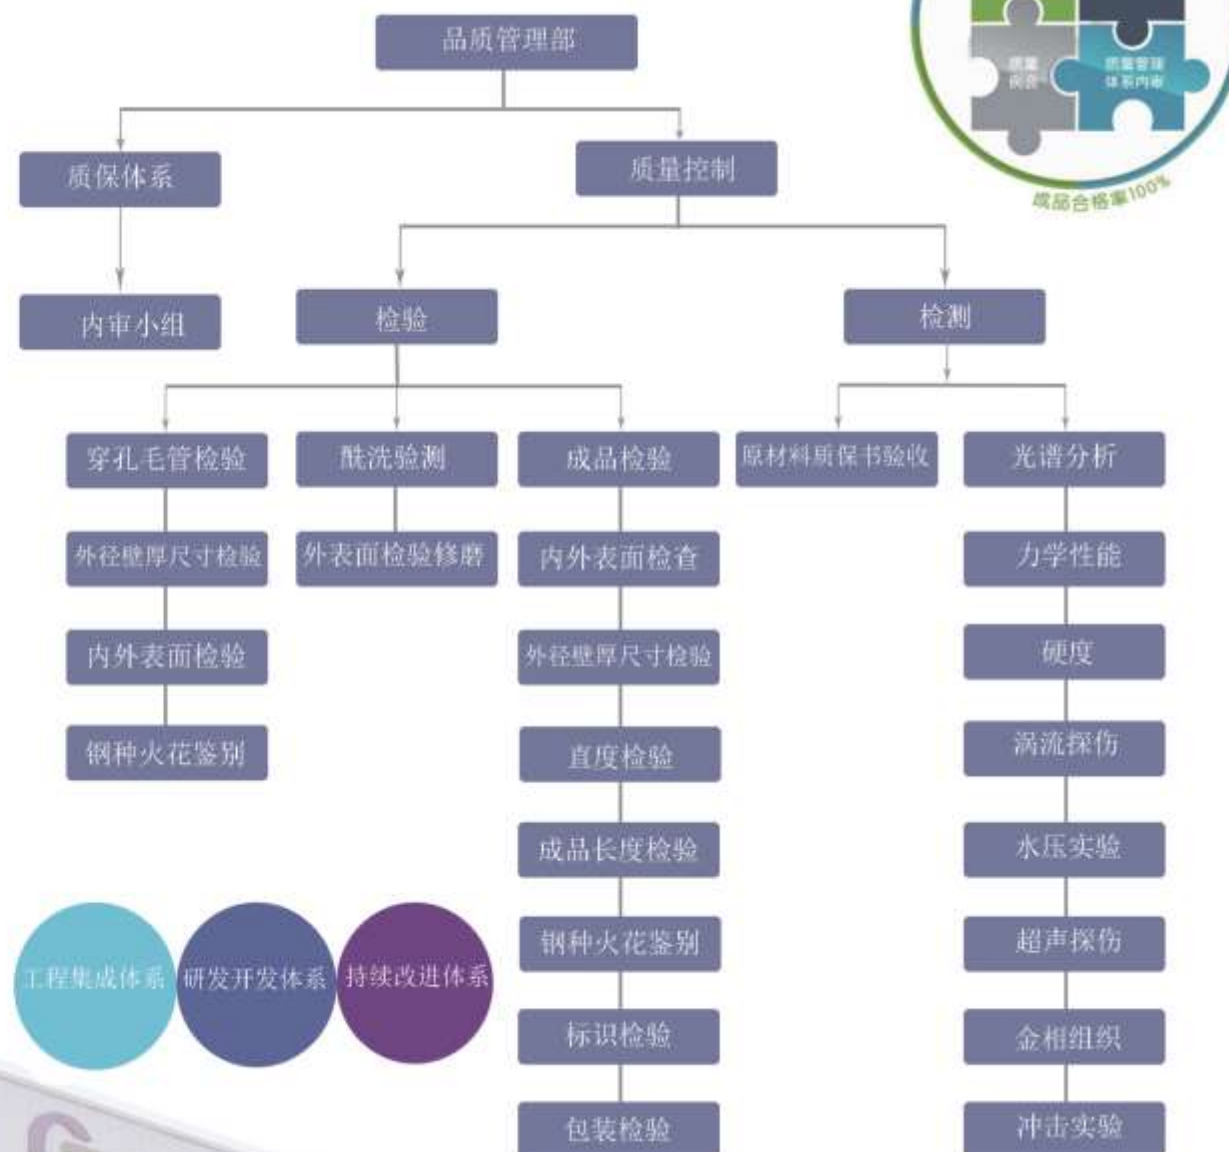 品质管理部
质量管理
体系内审
成品合格率100%
质保体系
质量控制
内审小组
检验
检测
穿孔毛管检验
酰洗验测
成品检验
原材料质保书验收
光谱分析
外径壁厚尺寸检验
外表面检验修磨
内外表面检查
力学性能
内外表面检验
外径壁厚尺寸检验
硬度
钢种火花鉴别
直度检验
涡流探伤
成品长度检验
水压实验
钢种火花鉴别
超声探伤
工程集成体系
研发开发体系
持续改进体系
标识检验
金相组织
包装检验
冲击实验